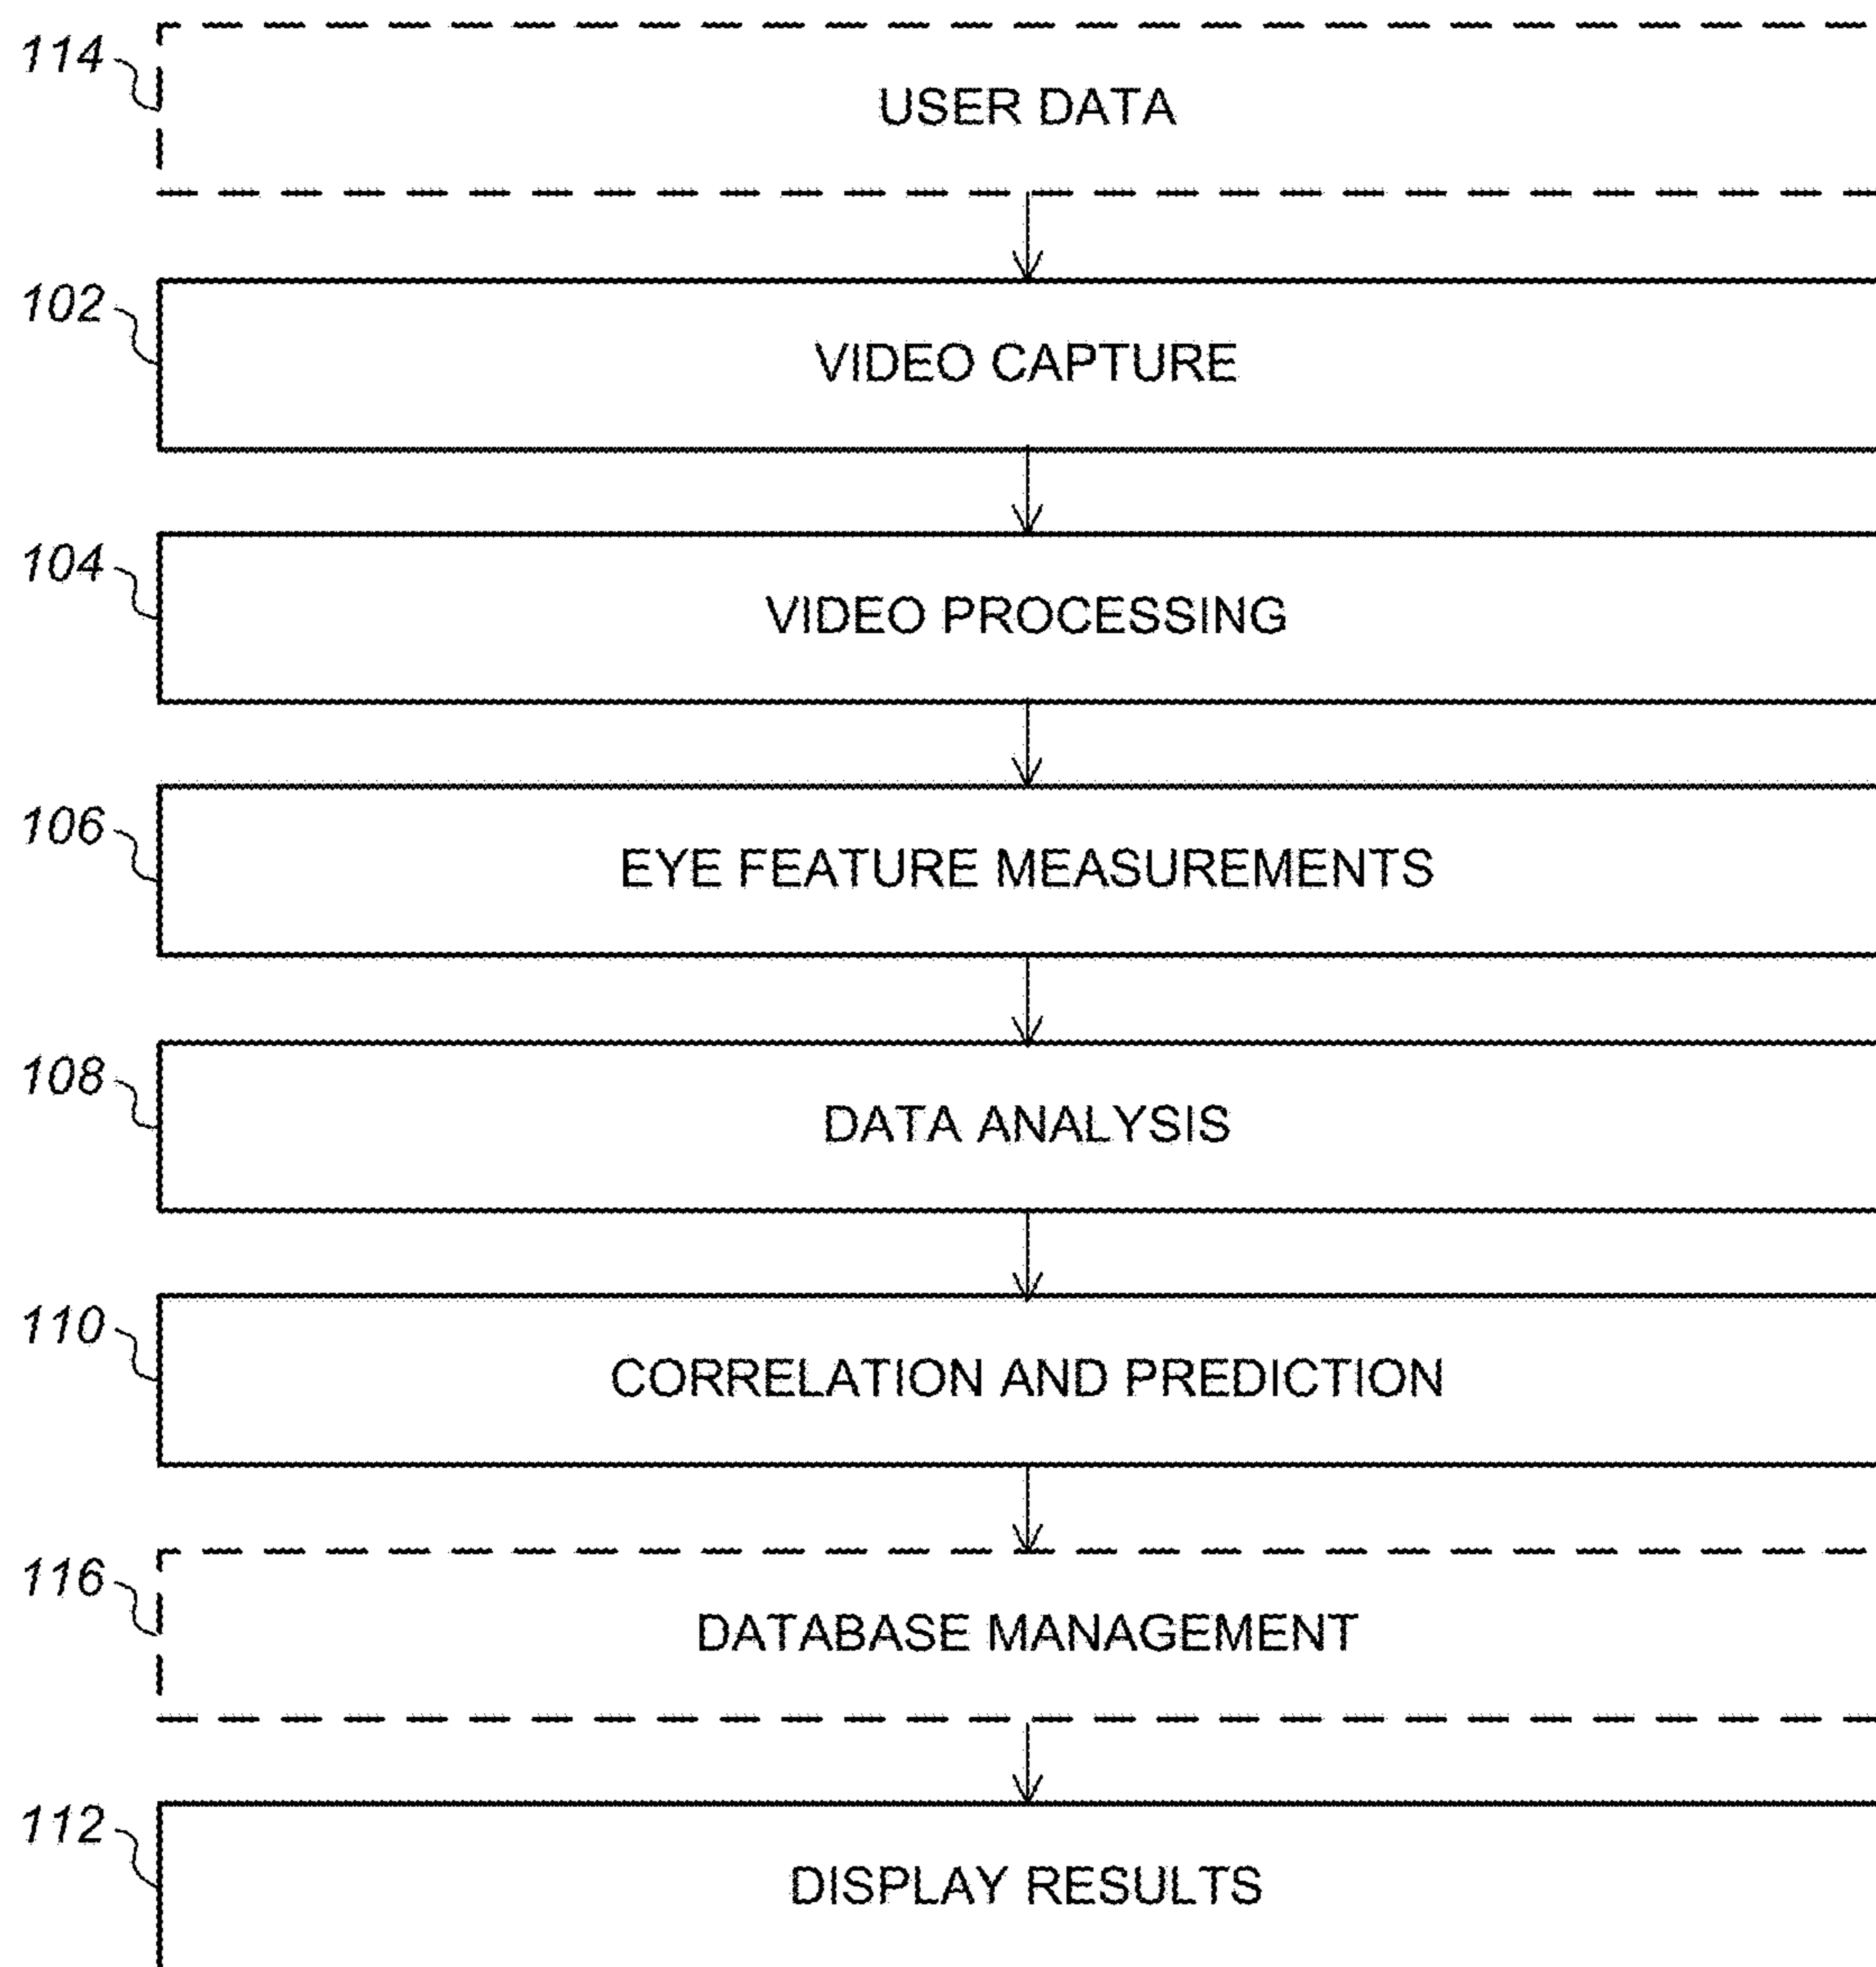 114
USER DATA
102
VIDEO CAPTURE
104
VIDEO PROCESSING
106
EYE FEATURE MEASUREMENTS
108
DATA ANALYSIS
110
CORRELATION AND PREDICTION
116
DATABASE MANAGEMENT
112
DISPLAY RESULTS